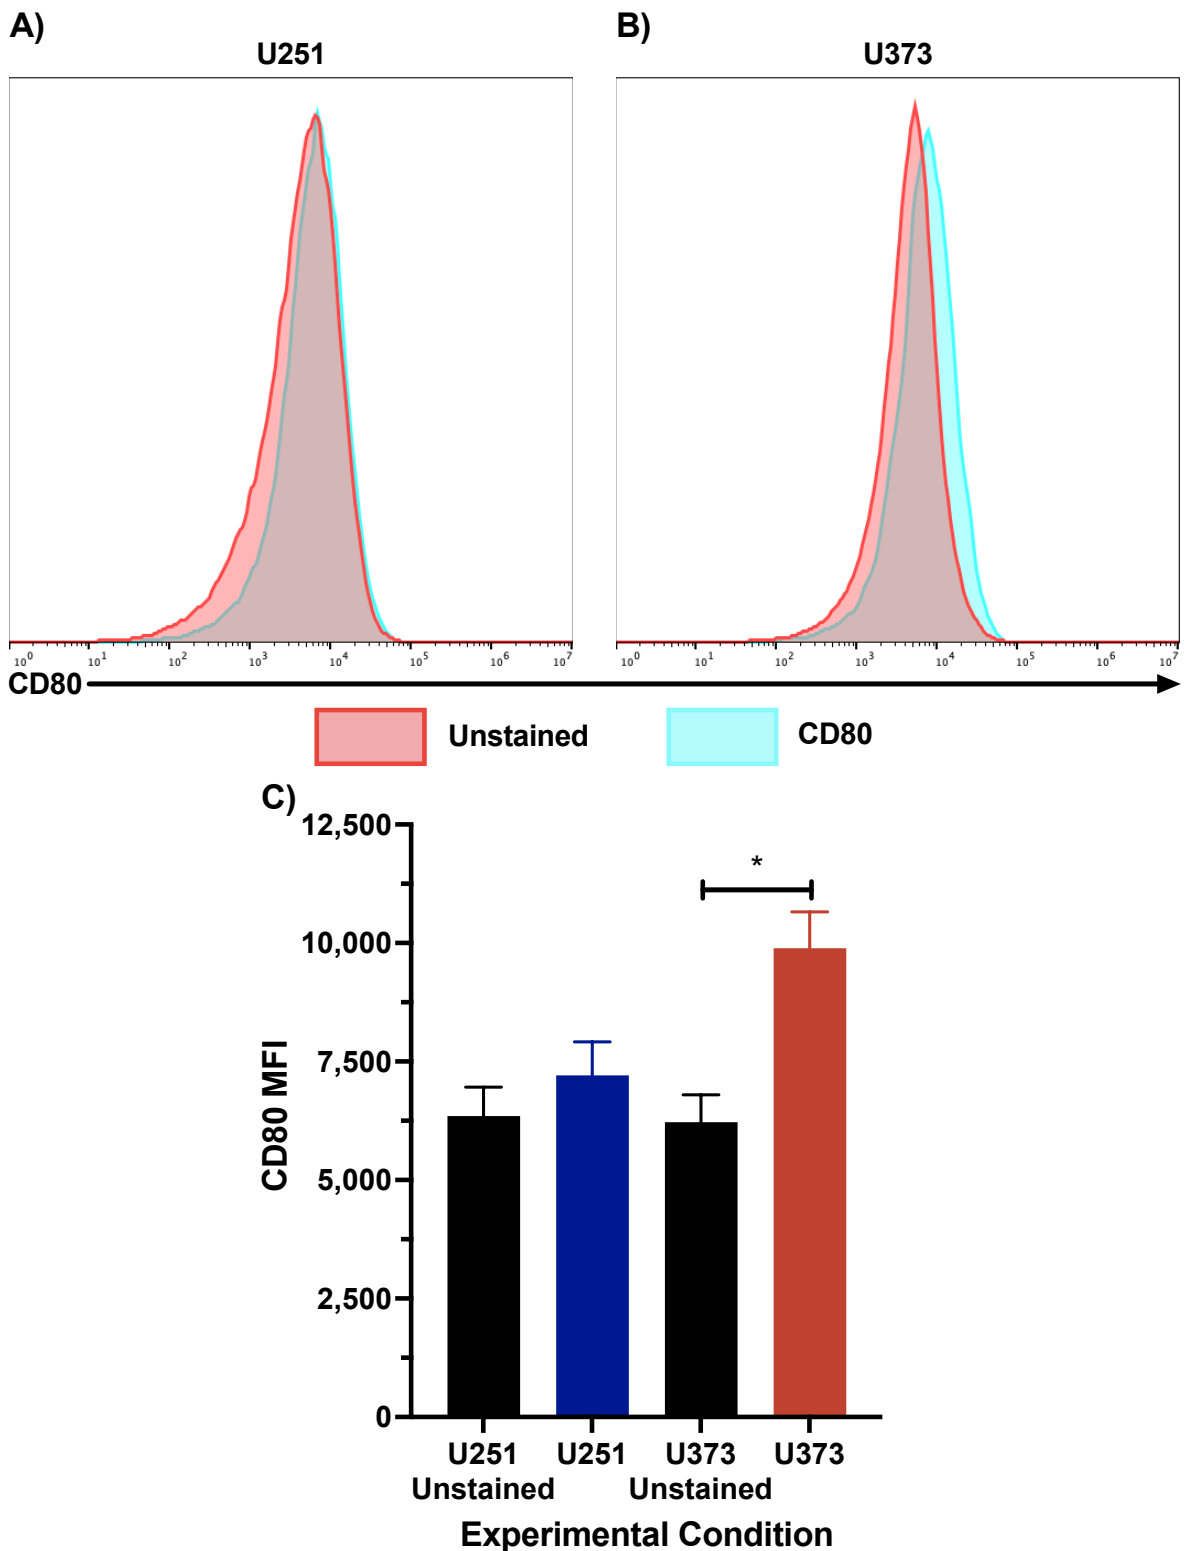 A)
B)
U251
U373
10⁰ 10¹ 10² 10³ 10⁴ 10⁵ 10⁶ 10⁷
10⁰ 10¹ 10² 10³ 10⁴ 10⁵ 10⁶ 10⁷
CD80
Unstained
CD80
C)
12,500
10,000
7,500
5,000
2,500
0
*
CD80 MFI
U251 Unstained
U251
U373 Unstained
U373
Experimental Condition